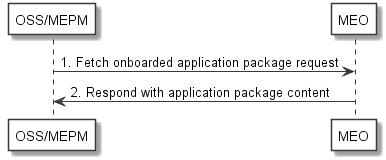 OSS/MEPM
MEO
1. Fetch onboarded application package request
2. Respond with application package content
OSS/MEPM
MEO